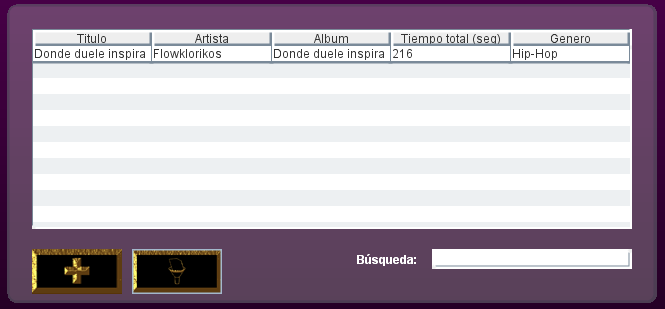 Titulo Artista Album Tiempo total (seg) Genero
Donde duele inspira Flowklorikos Donde duele inspira 216 Hip-Hop
Búsqueda: